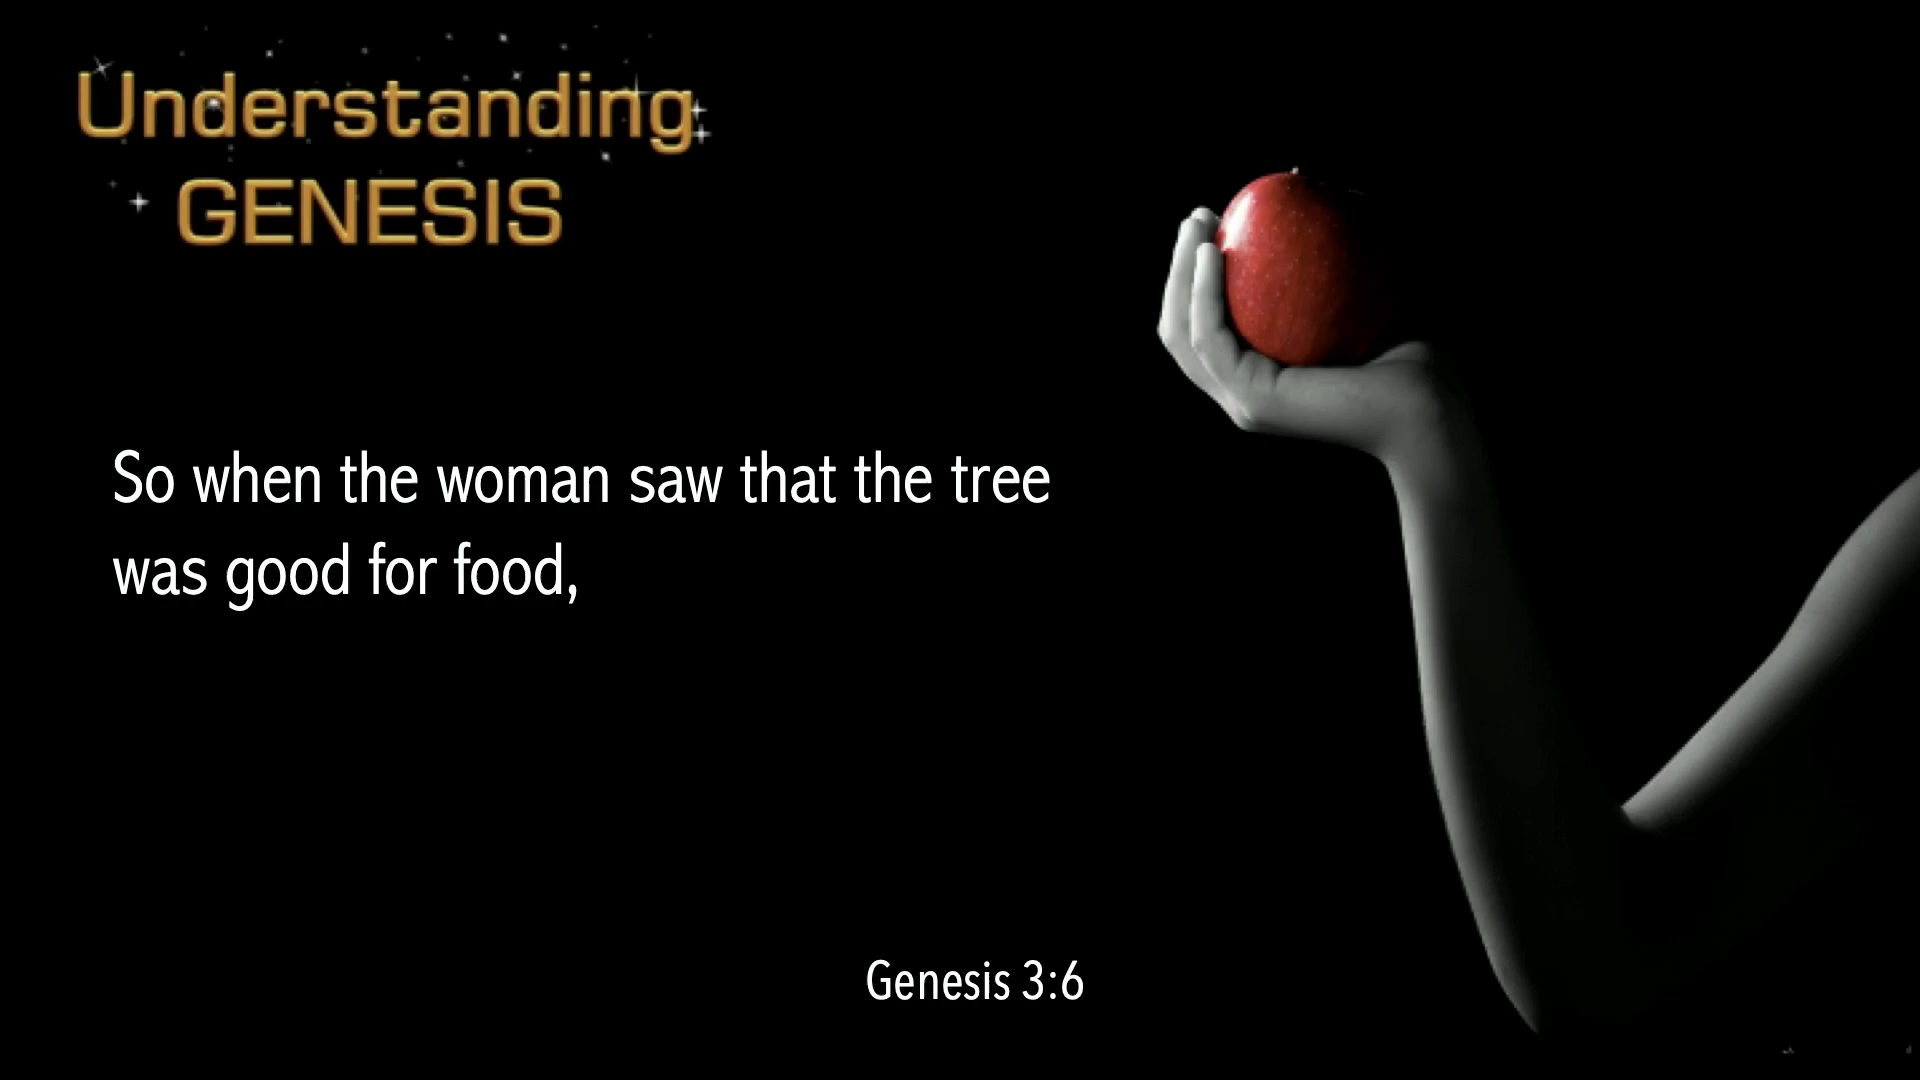 Understanding
GENESIS
So when the woman saw that the tree
was good for food,
Genesis 3:6